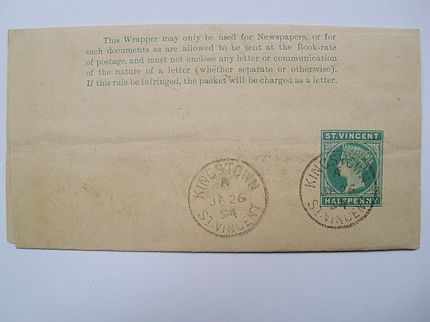 This Wrapper may only be used for Newspapers, or for
such documents as are allowed to be sent at the Book-rate
of postage, and must not enclose any letter or communication
of the nature of a letter (whether separate or otherwise).
If this rule be infringed, the packet will be charged as a letter.
ST. VINCENT
HALFPENNY
KINGSTOWN
A
JA 26
94
ST. VINCENT
KINGSTOWN
ST. VINCENT